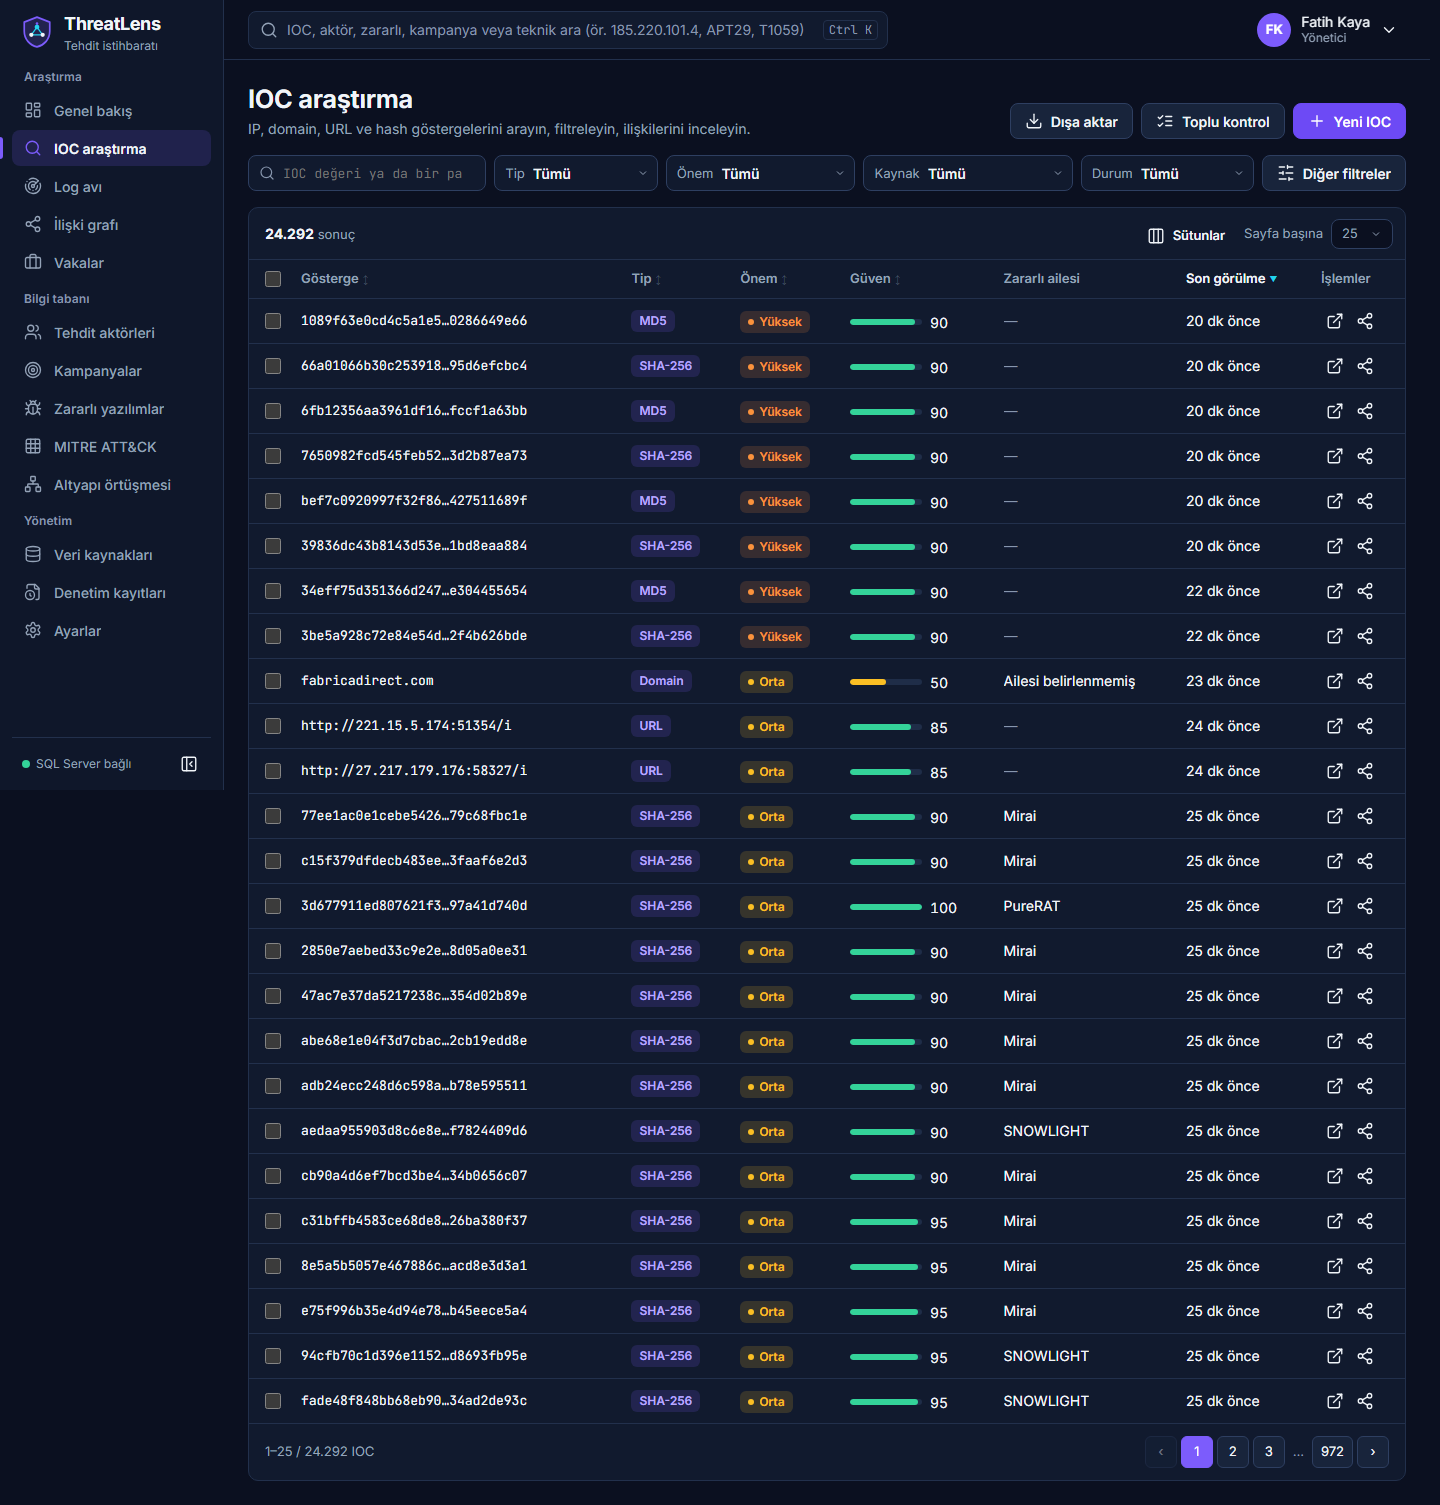 ThreatLens
Tehdit istihbaratı
Araştırma
Genel bakış
IOC araştırma
Log avı
İlişki grafı
Vakalar
Bilgi tabanı
Tehdit aktörleri
Kampanyalar
Zararlı yazılımlar
MITRE ATT&CK
Altyapı örtüşmesi
Yönetim
Veri kaynakları
Denetim kayıtları
Ayarlar
SQL Server bağlı
IOC, aktör, zararlı, kampanya veya teknik ara (ör. 185.220.101.4, APT29, T1059) Ctrl K
FK Fatih Kaya
Yönetici
IOC araştırma
IP, domain, URL ve hash göstergelerini arayın, filtreleyin, ilişkilerini inceleyin.
Dışa aktar Toplu kontrol Yeni IOC
IOC değeri ya da bir pa Tip Tümü Önem Tümü Kaynak Tümü Durum Tümü Diğer filtreler
24.292 sonuç Sütunlar Sayfa başına 25
Gösterge Tip Önem Güven Zararlı ailesi Son görülme İşlemler
1089f63e0cd4c5a1e5…0286649e66 MD5 Yüksek 90 — 20 dk önce
66a01066b30c253918…95d6efcbc4 SHA-256 Yüksek 90 — 20 dk önce
6fb12356aa3961df16…fccf1a63bb MD5 Yüksek 90 — 20 dk önce
7650982fcd545feb52…3d2b87ea73 SHA-256 Yüksek 90 — 20 dk önce
bef7c0920997f32f86…427511689f MD5 Yüksek 90 — 20 dk önce
39836dc43b8143d53e…1bd8eaa884 SHA-256 Yüksek 90 — 20 dk önce
34eff75d351366d247…e304455654 MD5 Yüksek 90 — 22 dk önce
3be5a928c72e84e54d…2f4b626bde SHA-256 Yüksek 90 — 22 dk önce
fabricadirect.com Domain Orta 50 Ailesi belirlenmemiş 23 dk önce
http://221.15.5.174:51354/i URL Orta 85 — 24 dk önce
http://27.217.179.176:58327/i URL Orta 85 — 24 dk önce
77ee1ac0e1cebe5426…79c68fbc1e SHA-256 Orta 90 Mirai 25 dk önce
c15f379dfdecb483ee…3faaf6e2d3 SHA-256 Orta 90 Mirai 25 dk önce
3d677911ed807621f3…97a41d740d SHA-256 Orta 100 PureRAT 25 dk önce
2850e7aebed33c9e2e…8d05a0ee31 SHA-256 Orta 90 Mirai 25 dk önce
47ac7e37da5217238c…354d02b89e SHA-256 Orta 90 Mirai 25 dk önce
abe68e1e04f3d7cbac…2cb19edd8e SHA-256 Orta 90 Mirai 25 dk önce
adb24ecc248d6c598a…b78e595511 SHA-256 Orta 90 Mirai 25 dk önce
aedaa955903d8c6e8e…f7824409d6 SHA-256 Orta 90 SNOWLIGHT 25 dk önce
cb90a4d6ef7bcd3be4…34b0656c07 SHA-256 Orta 90 Mirai 25 dk önce
c31bffb4583ce68de8…26ba380f37 SHA-256 Orta 95 Mirai 25 dk önce
8e5a5b5057e467886c…acd8e3d3a1 SHA-256 Orta 95 Mirai 25 dk önce
e75f996b35e4d94e78…b45eece5a4 SHA-256 Orta 95 Mirai 25 dk önce
94cfb70c1d396e1152…d8693fb95e SHA-256 Orta 95 SNOWLIGHT 25 dk önce
fade48f848bb68eb90…34ad2de93c SHA-256 Orta 95 SNOWLIGHT 25 dk önce
1–25 / 24.292 IOC ‹ 1 2 3 … 972 ›